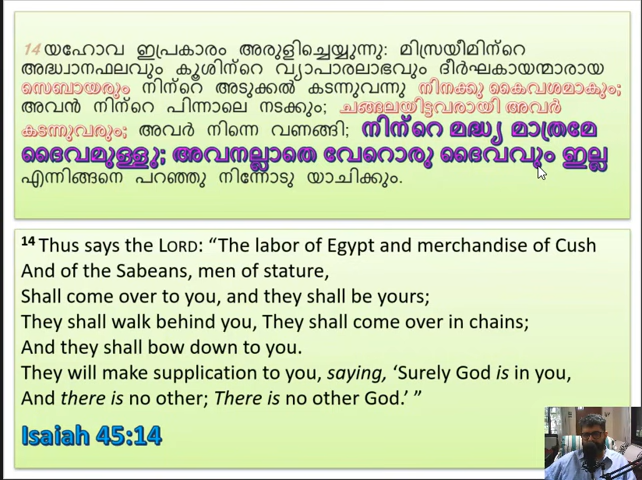 14 യഹോവ ഇപ്രകാരം അരുളിച്ചെയ്യുന്നു: മിസ്രയീമിന്റെ
അദ്ധ്വാനഫലവും കൂശിന്റെ വ്യാപാരലാഭവും ദീർഘകായന്മാരായ
സെബായരും നിന്റെ അടുക്കൽ കടന്നുവന്നു നിനക്കു കൈവശമാകും;
അവൻ നിന്റെ പിന്നാലെ നടക്കും; ചങ്ങലയിട്ടവരായി അവർ
കടന്നുവരും; അവർ നിന്നെ വണങ്ങി; നിന്റെ മദ്ധ്യ മാത്രമേ
ദൈവമുള്ളു; അവനല്ലാതെ വേറൊരു ദൈവവും ഇല്ല
എന്നിങ്ങനെ പറഞ്ഞു നിന്നോടു യാചിക്കും.
14 Thus says the LORD: “The labor of Egypt and merchandise of Cush
And of the Sabeans, men of stature,
Shall come over to you, and they shall be yours;
They shall walk behind you, They shall come over in chains;
And they shall bow down to you.
They will make supplication to you, saying, ‘Surely God is in you,
And there is no other; There is no other God.’ ”
Isaiah 45:14